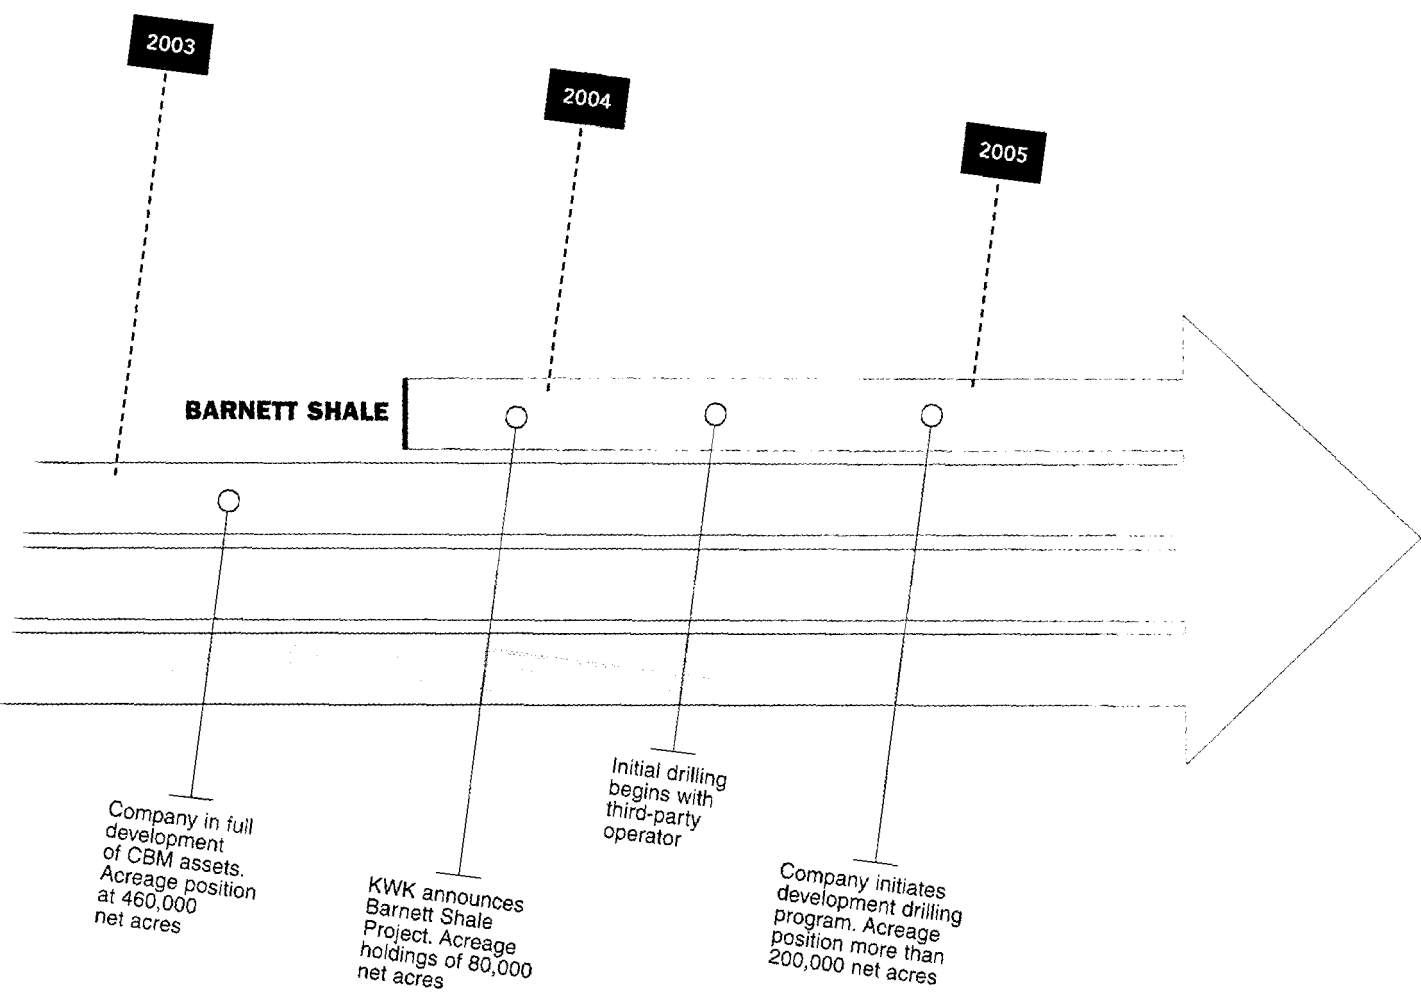 2003
2004
2005
BARNETT SHALE
Company in full
development
of CBM assets.
Acreage position
at 460,000
net acres
KWK announces
Barnett Shale
Project. Acreage
holdings of 80,000
net acres
Initial drilling
begins with
third-party
operator
Company initiates
development drilling
program. Acreage
position more than
200,000 net acres